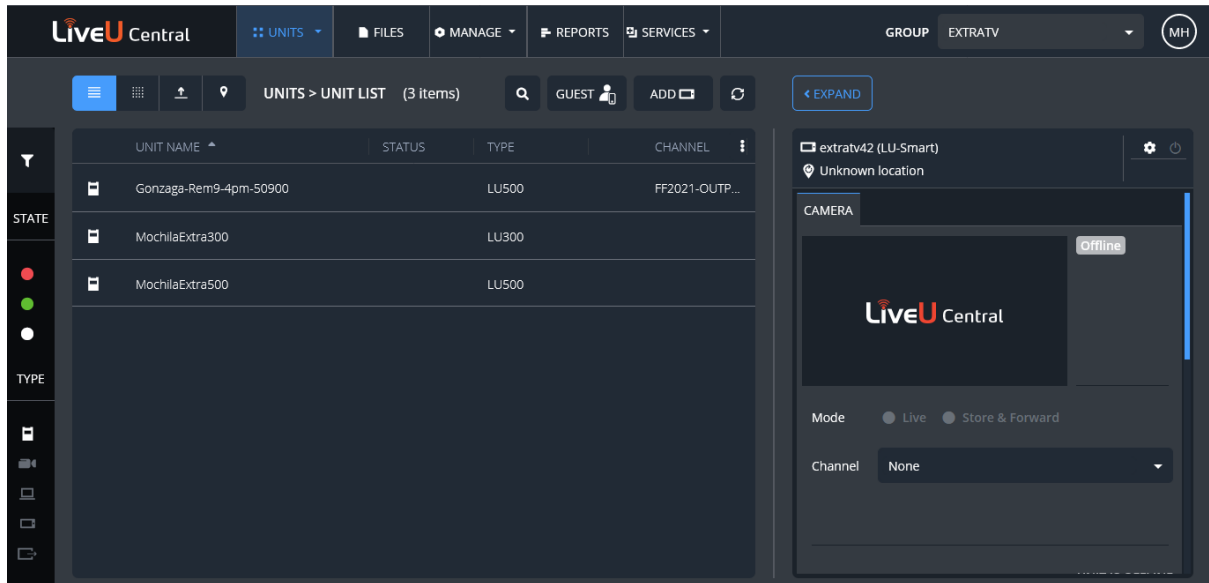 LiveU Central
UNITS
FILES
MANAGE
REPORTS
SERVICES
GROUP EXTRATV
MH
UNITS > UNIT LIST (3 items)
GUEST
ADD
EXPAND
UNIT NAME STATUS TYPE CHANNEL
Gonzaga-Rem9-4pm-50900 LU500 FF2021-OUTP...
MochilaExtra300 LU300
MochilaExtra500 LU500
STATE
TYPE
extratv42 (LU-Smart)
Unknown location
CAMERA
Offline
LiveU Central
Mode Live Store & Forward
Channel None